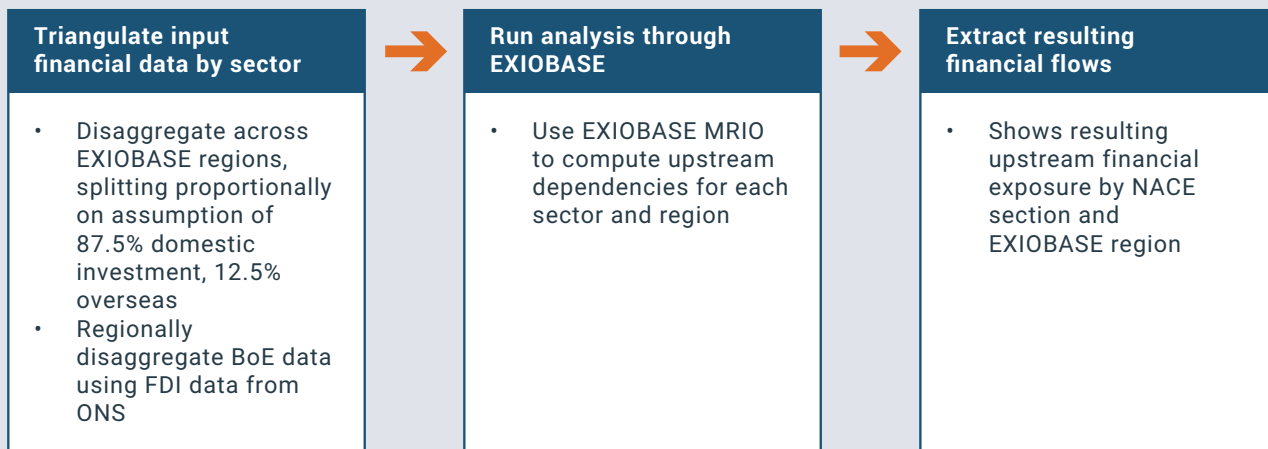 Triangulate input
financial data by sector
• Disaggregate across
EXIOBASE regions,
splitting proportionally
on assumption of
87.5% domestic
investment, 12.5%
overseas
• Regionally
disaggregate BoE data
using FDI data from
ONS
Run analysis through
EXIOBASE
• Use EXIOBASE MRIO
to compute upstream
dependencies for each
sector and region
Extract resulting
financial flows
• Shows resulting
upstream financial
exposure by NACE
section and
EXIOBASE region